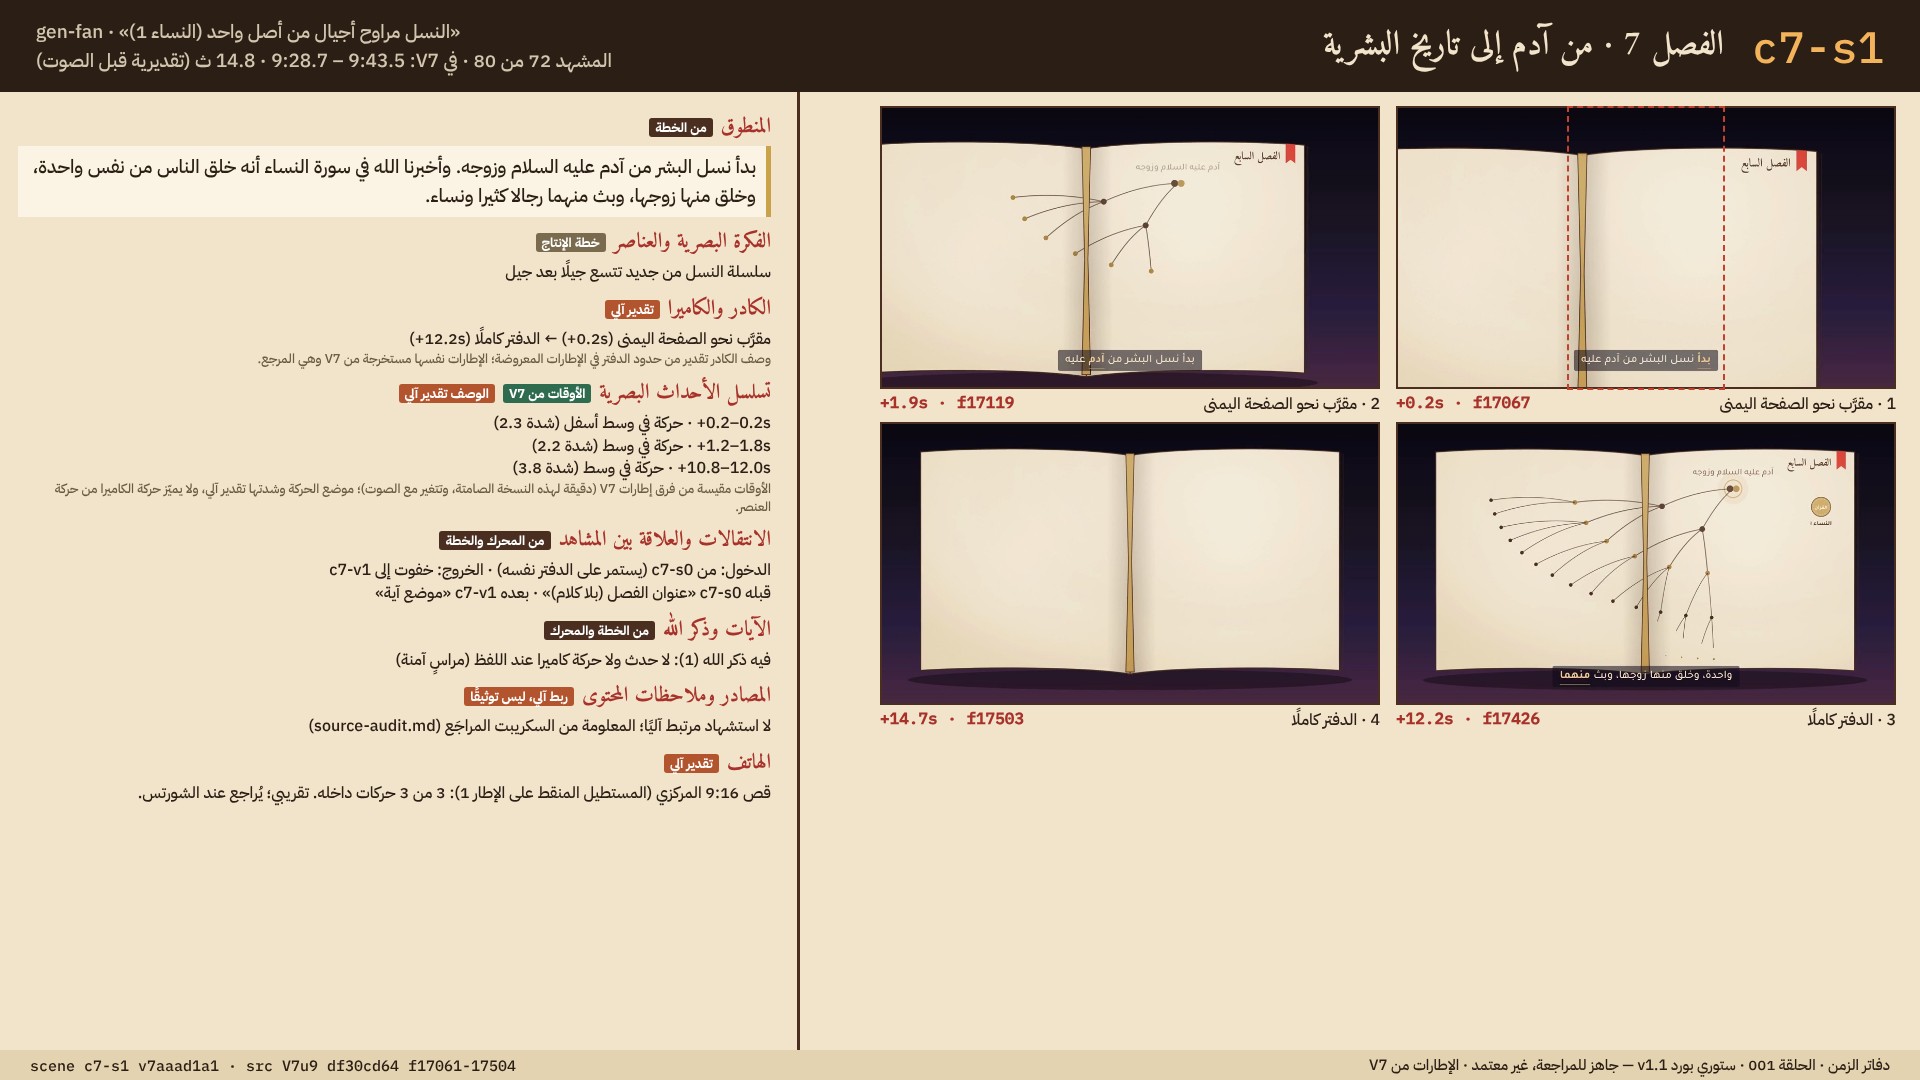 c7-s1
الفصل 7 · من آدم إلى تاريخ البشرية
«النسل مراوح أجيال من أصل واحد (النساء 1)» · gen-fan
المشهد 72 من 80 · في V7: 9:28.7 – 9:43.5 · 14.8 ث (تقديرية قبل الصوت)
الفصل السابع
بدأ نسل البشر من آدم عليه
1 · مقرَّب نحو الصفحة اليمنى
+0.2s · f17067
الفصل السابع
آدم عليه السلام وزوجه
بدأ نسل البشر من آدم عليه
2 · مقرَّب نحو الصفحة اليمنى
+1.9s · f17119
الفصل السابع
آدم عليه السلام وزوجه
القرآن
واحدة، وخلق منها زوجها، وبث منهما
3 · الدفتر كاملًا
+12.2s · f17426
4 · الدفتر كاملًا
+14.7s · f17503
المنطوق من الخطة
بدأ نسل البشر من آدم عليه السلام وزوجه. وأخبرنا الله في سورة النساء أنه خلق الناس من نفس واحدة،
وخلق منها زوجها، وبث منهما رجالا كثيرا ونساء.
الفكرة البصرية والعناصر خطة الإنتاج
سلسلة النسل من جديد تتسع جيلًا بعد جيل
الكادر والكاميرا تقدير آلي
مقرَّب نحو الصفحة اليمنى (+0.2s) ← الدفتر كاملًا (+12.2s)
وصف الكادر تقدير من حدود الدفتر في الإطارات المعروضة؛ الإطارات نفسها مستخرجة من V7 وهي المرجع.
تسلسل الأحداث البصرية الأوقات من V7 الوصف تقدير آلي
+0.2–0.2s · حركة في وسط أسفل (شدة 2.3)
+1.2–1.8s · حركة في وسط (شدة 2.2)
+10.8–12.0s · حركة في وسط (شدة 3.8)
الأوقات مقيسة من فرق إطارات V7 (دقيقة لهذه النسخة الصامتة، وتتغير مع الصوت)؛ موضع الحركة وشدتها تقدير آلي، ولا يميّز حركة الكاميرا من حركة
العنصر.
الانتقالات والعلاقة بين المشاهد من المحرك والخطة
الدخول: من c7-s0 (يستمر على الدفتر نفسه) · الخروج: خفوت إلى c7-v1
قبله c7-s0 «عنوان الفصل (بلا كلام)» · بعده c7-v1 «موضع آية»
الآيات وذكر الله من الخطة والمحرك
فيه ذكر الله (1): لا حدث ولا حركة كاميرا عند اللفظ (مراسٍ آمنة)
المصادر وملاحظات المحتوى ربط آلي، ليس توثيقًا
لا استشهاد مرتبط آليًا؛ المعلومة من السكريبت المراجَع (source-audit.md)
الهاتف تقدير آلي
قص 9:16 المركزي (المستطيل المنقط على الإطار 1): 3 من 3 حركات داخله. تقريبي؛ يُراجع عند الشورتس.
دفاتر الزمن · الحلقة 001 · ستوري بورد v1.1 — جاهز للمراجعة، غير معتمد · الإطارات من V7
scene c7-s1 v7aaad1a1 · src V7u9 df30cd64 f17061-17504